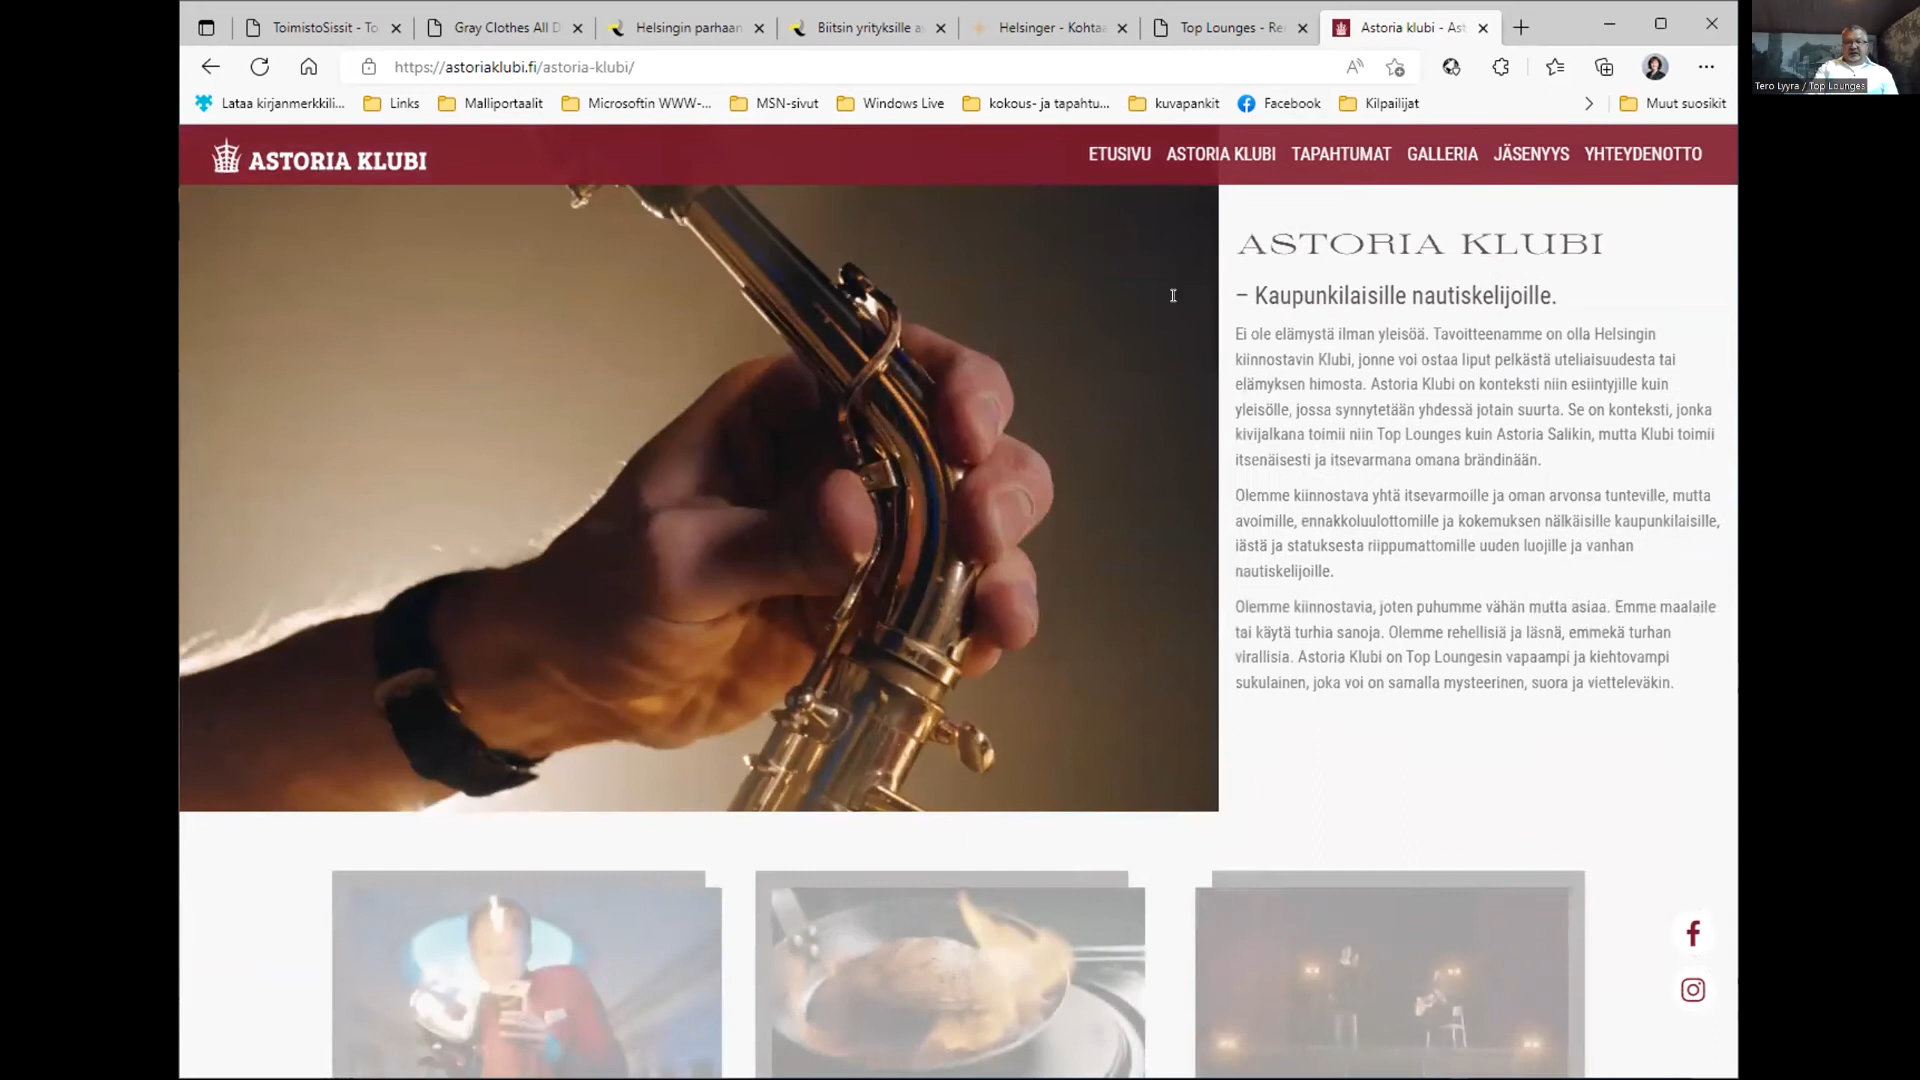 ToimistoSissit - To
Gray Clothes All D
Helsingin parhaan
Biitsin yrityksille a
Helsinger - Kohta
Top Lounges - Re
Astoria klubi - Ast
https://astoriaklubi.fi/astoria-klubi/
Lataa kirjanmerkkili...
Links
Malliportaalit
Microsoftin WWW-...
MSN-sivut
Windows Live
kokous- ja tapahtu...
kuvapankit
Facebook
Kilpailijat
Muut suosikit
Tero Lyyra / Top Lounges
ASTORIA KLUBI
ETUSIVU ASTORIA KLUBI TAPAHTUMAT GALLERIA JÄSENYYS YHTEYDENOTTO
ASTORIA KLUBI
– Kaupunkilaisille nautiskelijoille.
Ei ole elämystä ilman yleisöä. Tavoitteenamme on olla Helsingin
kiinnostavin Klubi, jonne voi ostaa liput pelkästä uteliaisuudesta tai
elämyksen himosta. Astoria Klubi on konteksti niin esiintyjille kuin
yleisölle, jossa synnytetään yhdessä jotain suurta. Se on konteksti, jonka
kivijalkana toimii niin Top Lounges kuin Astoria Salikin, mutta Klubi toimii
itsenäisesti ja itsevarmana omana brändinään.
Olemme kiinnostava yhtä itsevarmoille ja oman arvonsa tunteville, mutta
avoimille, ennakkoluulottomille ja kokemuksen nälkäisille kaupunkilaisille,
iästä ja statuksesta riippumattomille uuden luojille ja vanhan
nautiskelijoille.
Olemme kiinnostavia, joten puhumme vähän mutta asiaa. Emme maalaile
tai käytä turhia sanoja. Olemme rehellisiä ja läsnä, emmekä turhan
virallisia. Astoria Klubi on Top Loungesin vapaampi ja kiehtovampi
sukulainen, joka voi on samalla mysteerinen, suora ja vietteleväkin.